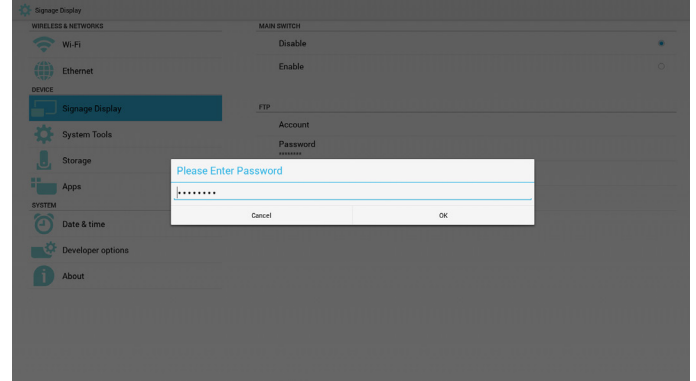 Signage Display
WIRELESS & NETWORKS
Wi-Fi
Ethernet
DEVICE
Signage Display
System Tools
Storage
Apps
SYSTEM
Date & time
Developer options
About
MAIN SWITCH
Disable
Enable
FTP
Account
Password
********
Please Enter Password
••••••••
Cancel
OK